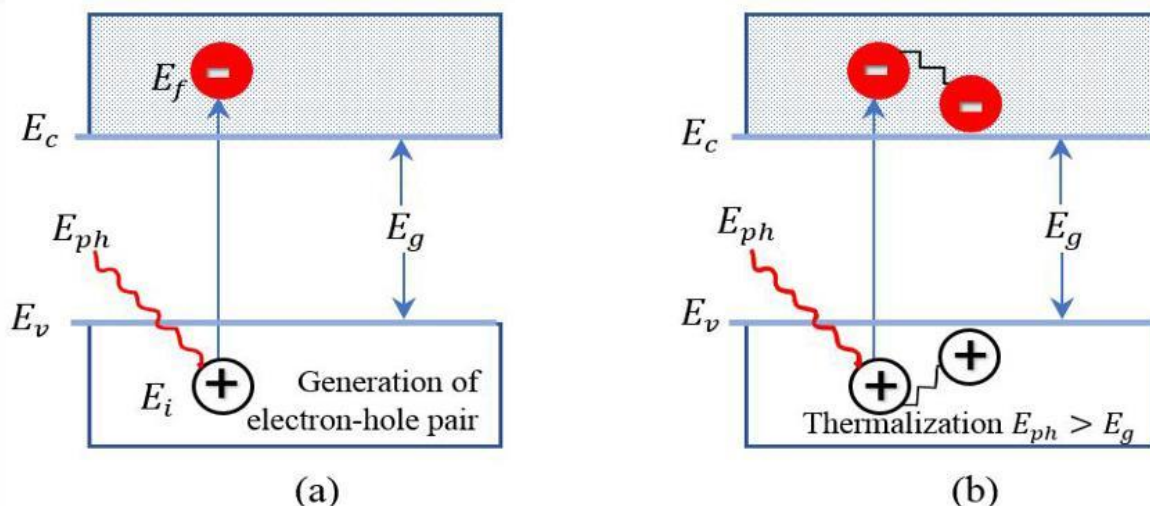 E_f
E_c
E_ph
E_g
E_v
E_i
Generation of
electron-hole pair
(a)
E_c
E_ph
E_g
E_v
Thermalization E_ph > E_g
(b)